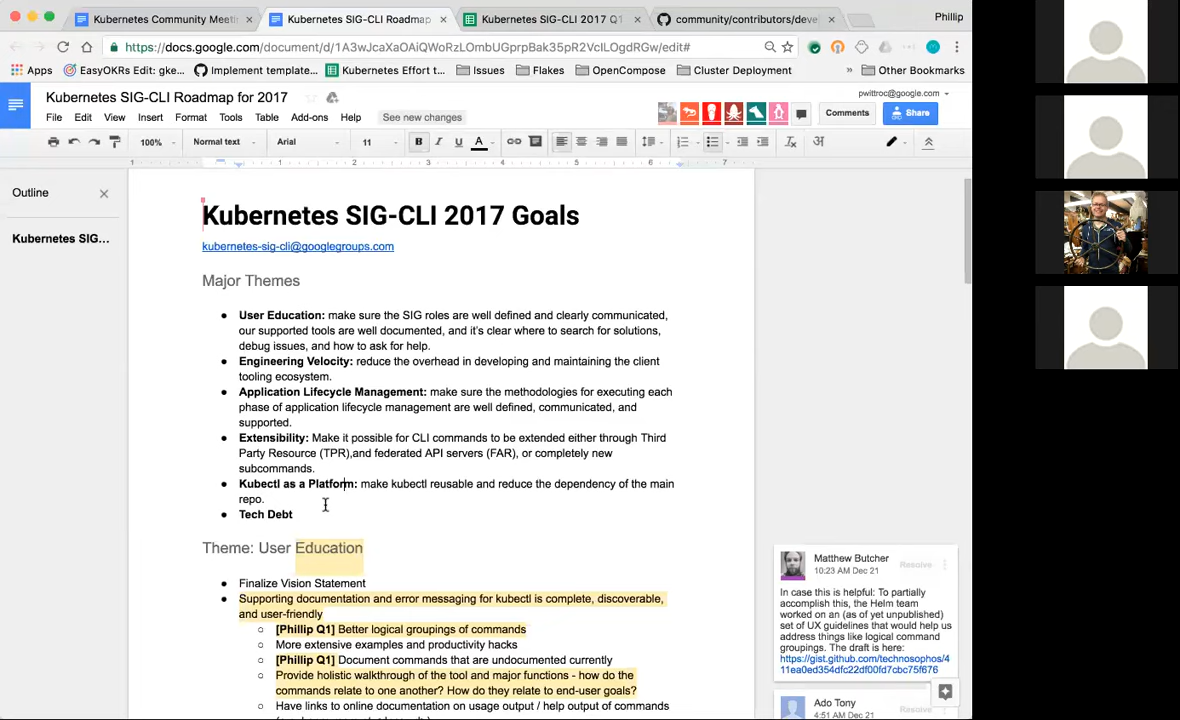 Kubernetes Community Meeti
Kubernetes SIG-CLI Roadmap
Kubernetes SIG-CLI 2017 Q1
community/contributors/deve
Phillip
https://docs.google.com/document/d/1A3wJcaXaOAiQWoRzLOmbUGprpBak35pR2VcILOgdRGw/edit#
Apps
EasyOKRs Edit: gke...
Implement template...
Kubernetes Effort t...
Issues
Flakes
OpenCompose
Cluster Deployment
»
Other Bookmarks
Kubernetes SIG-CLI Roadmap for 2017
pwittroc@google.com
File Edit View Insert Format Tools Table Add-ons Help
See new changes
Comments
Share
100%
Normal text
Arial
11
B I U A
1 1 2 3 4 5 6 7
Outline
Kubernetes SIG...
Kubernetes SIG-CLI 2017 Goals
kubernetes-sig-cli@googlegroups.com
Major Themes
● User Education: make sure the SIG roles are well defined and clearly communicated,
our supported tools are well documented, and it's clear where to search for solutions,
debug issues, and how to ask for help.
● Engineering Velocity: reduce the overhead in developing and maintaining the client
tooling ecosystem.
● Application Lifecycle Management: make sure the methodologies for executing each
phase of application lifecycle management are well defined, communicated, and
supported.
● Extensibility: Make it possible for CLI commands to be extended either through Third
Party Resource (TPR),and federated API servers (FAR), or completely new
subcommands.
● Kubectl as a Platform: make kubectl reusable and reduce the dependency of the main
repo.
● Tech Debt
Theme: User Education
● Finalize Vision Statement
● Supporting documentation and error messaging for kubectl is complete, discoverable,
and user-friendly
○ [Phillip Q1] Better logical groupings of commands
○ More extensive examples and productivity hacks
○ [Phillip Q1] Document commands that are undocumented currently
○ Provide holistic walkthrough of the tool and major functions - how do the
commands relate to one another? How do they relate to end-user goals?
○ Have links to online documentation on usage output / help output of commands
Matthew Butcher
10:23 AM Dec 21
Resolve
In case this is helpful: To partially
accomplish this, the Helm team
worked on an (as of yet unpublished)
set of UX guidelines that would help us
address things like logical command
groupings. The draft is here:
https://gist.github.com/technosophos/4
11ea0ed354dfc22df00fd7cbc75f676
Ado Tony
4:51 AM Dec 21
Resolve